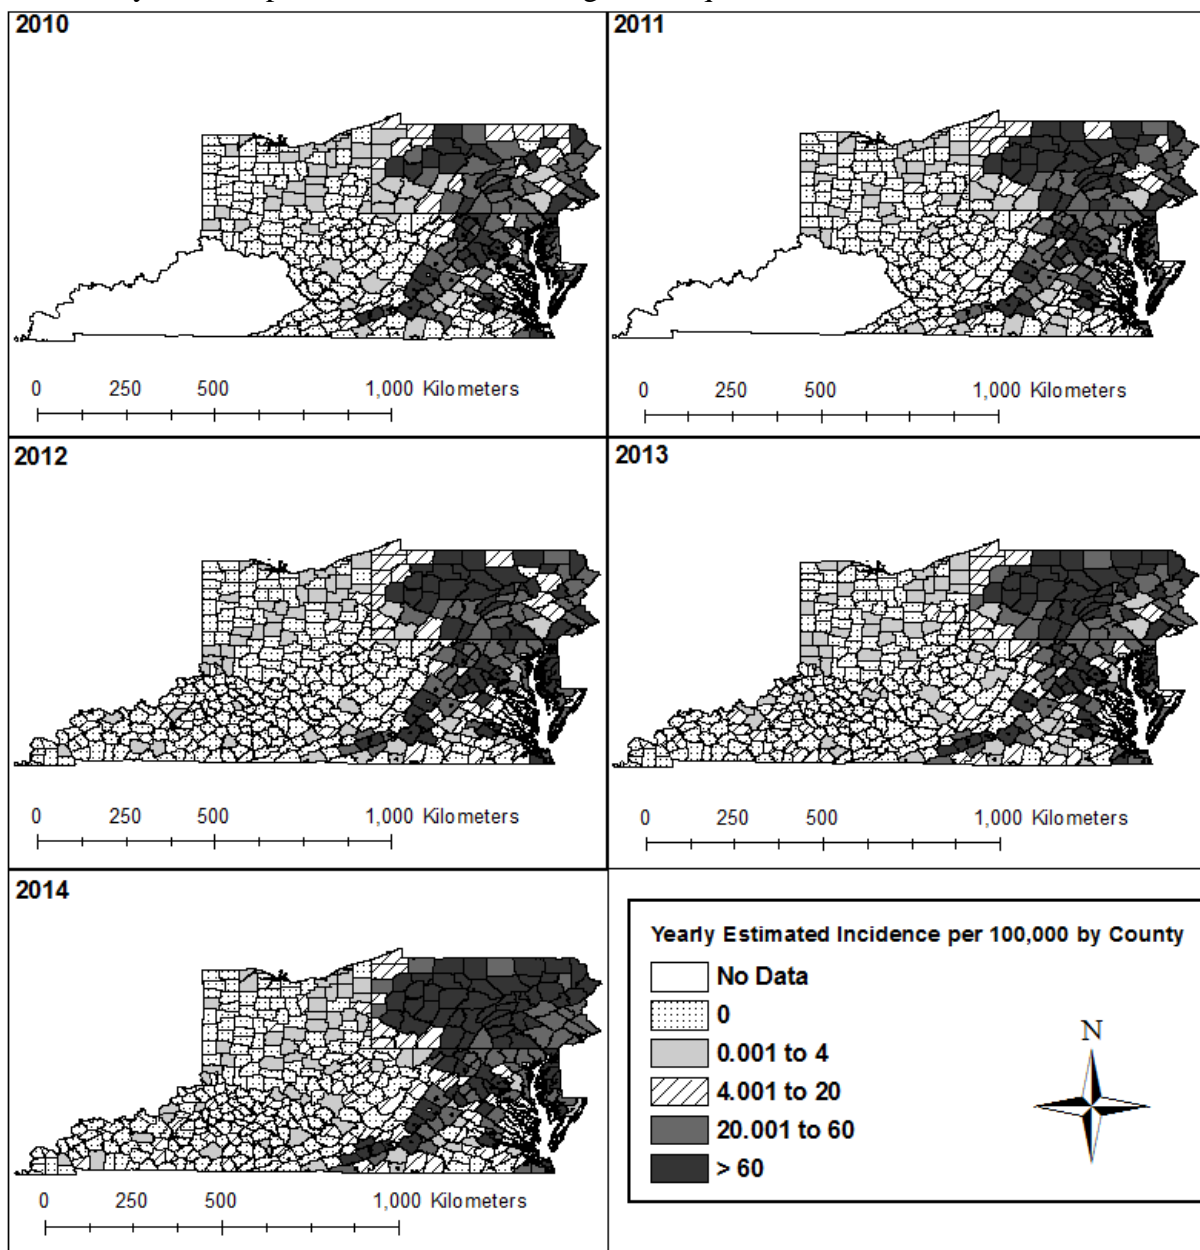 2010
0 250 500 1,000 Kilometers
2011
0 250 500 1,000 Kilometers
2012
0 250 500 1,000 Kilometers
2013
0 250 500 1,000 Kilometers
2014
0 250 500 1,000 Kilometers
Yearly Estimated Incidence per 100,000 by County
No Data
0
0.001 to 4
4.001 to 20
20.001 to 60
> 60
N